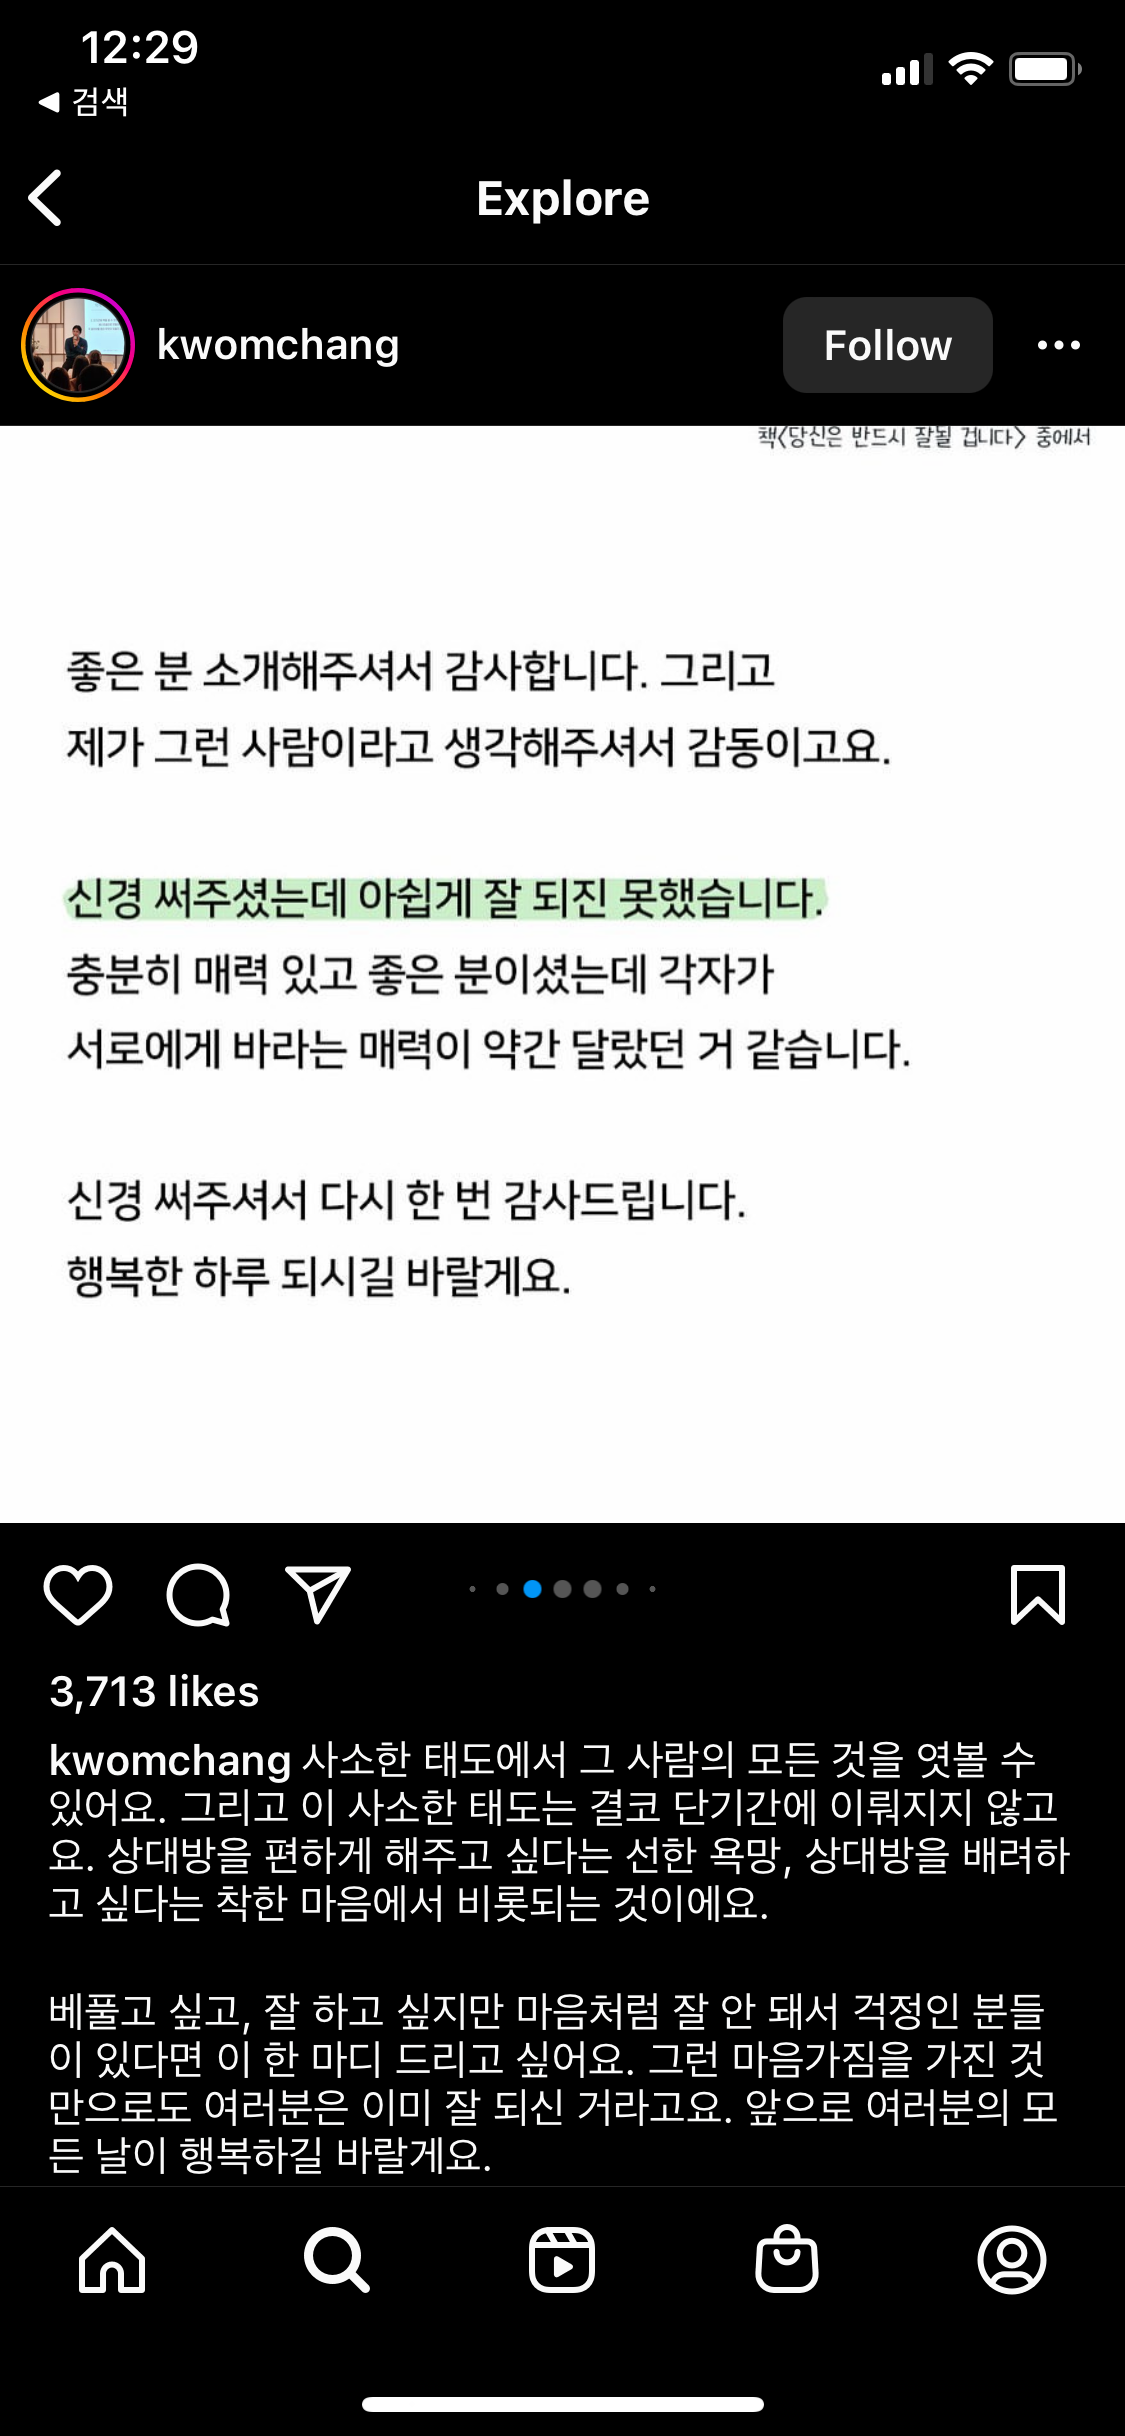 12:29
◀ 검색
Explore
kwomchang
Follow
책<당신은 반드시 잘될 겁니다> 중에서
좋은 분 소개해주셔서 감사합니다. 그리고
제가 그런 사람이라고 생각해주셔서 감동이고요.
신경 써주셨는데 아쉽게 잘 되진 못했습니다.
충분히 매력 있고 좋은 분이셨는데 각자가
서로에게 바라는 매력이 약간 달랐던 거 같습니다.
신경 써주셔서 다시 한 번 감사드립니다.
행복한 하루 되시길 바랄게요.
3,713 likes
kwomchang 사소한 태도에서 그 사람의 모든 것을 엿볼 수
있어요. 그리고 이 사소한 태도는 결코 단기간에 이뤄지지 않고
요. 상대방을 편하게 해주고 싶다는 선한 욕망, 상대방을 배려하
고 싶다는 착한 마음에서 비롯되는 것이에요.
베풀고 싶고, 잘 하고 싶지만 마음처럼 잘 안 돼서 걱정인 분들
이 있다면 이 한 마디 드리고 싶어요. 그런 마음가짐을 가진 것
만으로도 여러분은 이미 잘 되신 거라고요. 앞으로 여러분의 모
든 날이 행복하길 바랄게요.